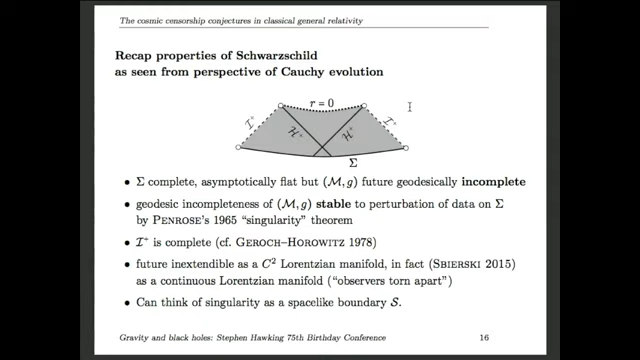 The cosmic censorship conjectures in classical general relativity
Recap properties of Schwarzschild
as seen from perspective of Cauchy evolution
r = 0
I⁺
I⁺
H⁺
H⁺
Σ
• Σ complete, asymptotically flat but (M, g) future geodesically incomplete
• geodesic incompleteness of (M, g) stable to perturbation of data on Σ
by PENROSE's 1965 "singularity" theorem
• I⁺ is complete (cf. GEROCH–HOROWITZ 1978)
• future inextendible as a C² Lorentzian manifold, in fact (SBIERSKI 2015)
as a continuous Lorentzian manifold ("observers torn apart")
• Can think of singularity as a spacelike boundary S.
Gravity and black holes: Stephen Hawking 75th Birthday Conference 16